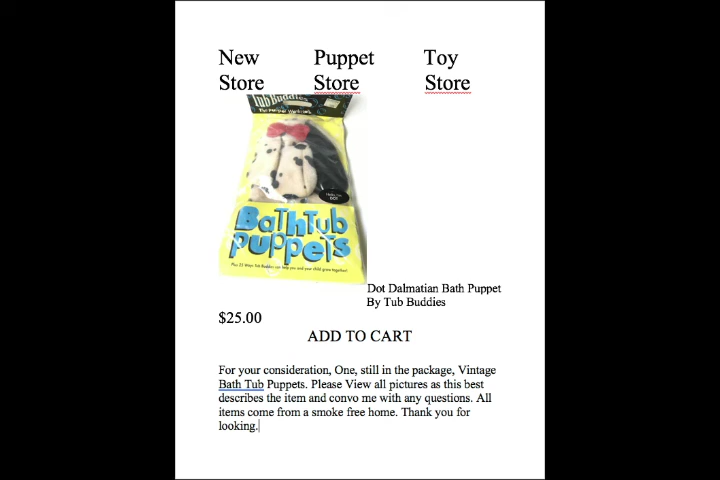 New Puppet Toy
Store Store Store
Tub Buddies
BaThTub
puppeTs
Dot Dalmatian Bath Puppet
By Tub Buddies
$25.00
ADD TO CART
For your consideration, One, still in the package, Vintage
Bath Tub Puppets. Please View all pictures as this best
describes the item and convo me with any questions. All
items come from a smoke free home. Thank you for
looking.